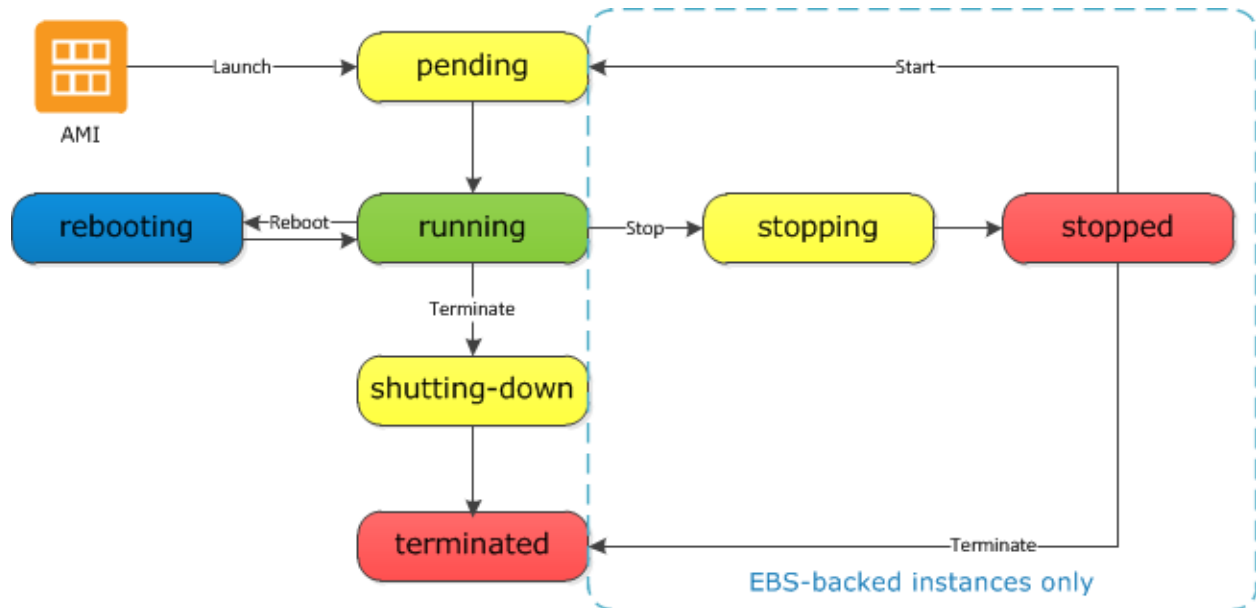 pending
Launch
Start
AMI
rebooting
Reboot
running
Stop
stopping
stopped
Terminate
shutting-down
terminated
Terminate
EBS-backed instances only